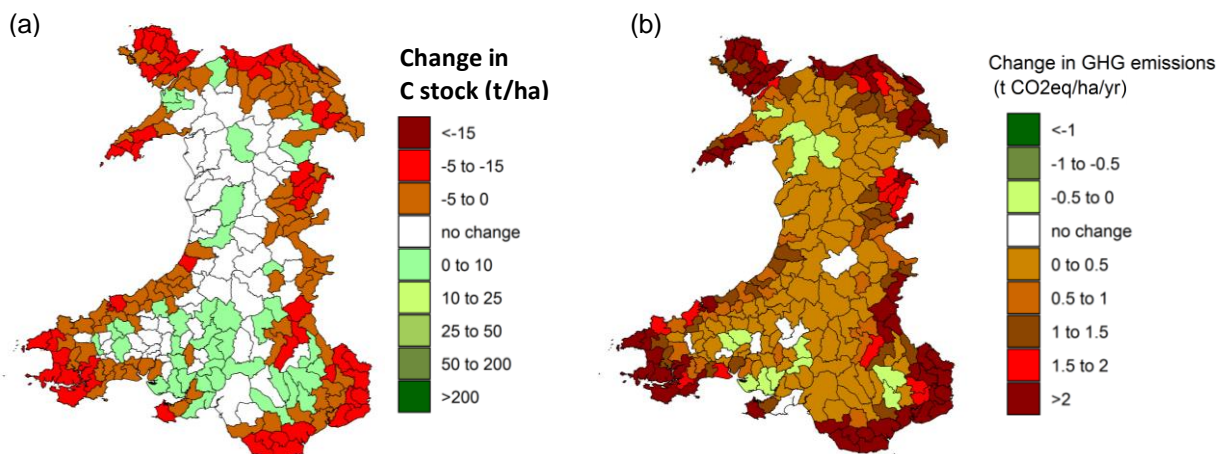 (a)
Change in
C stock (t/ha)
<-15
-5 to -15
-5 to 0
no change
0 to 10
10 to 25
25 to 50
50 to 200
>200
(b)
Change in GHG emissions
(t CO2eq/ha/yr)
<-1
-1 to -0.5
-0.5 to 0
no change
0 to 0.5
0.5 to 1
1 to 1.5
1.5 to 2
>2